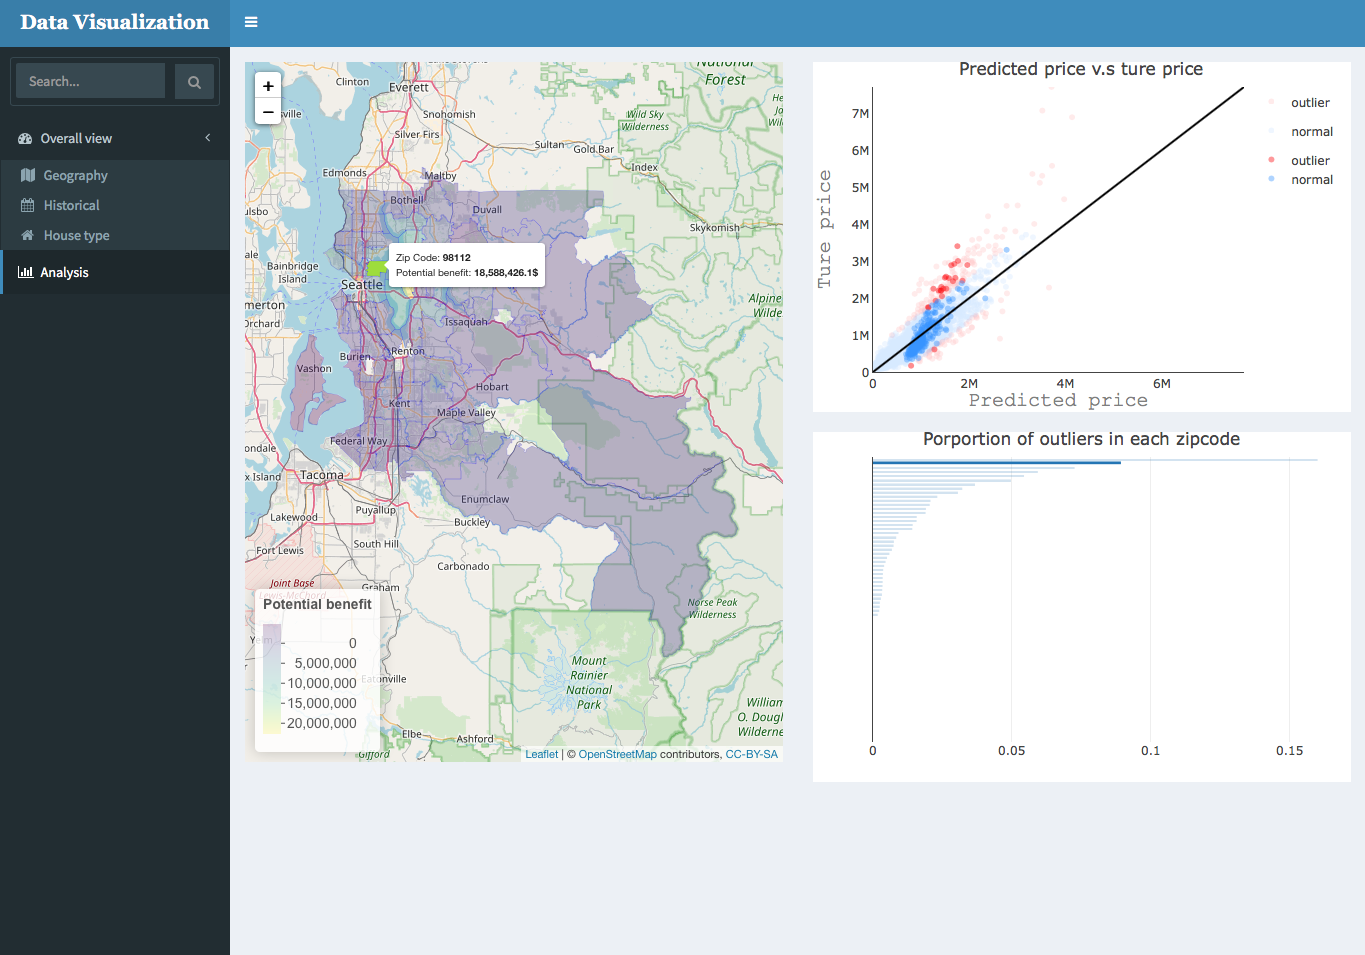 Data Visualization
Search...
Overall view
Geography
Historical
House type
Analysis
+
−
National
Forest
Clinton
Everett
Snohomish
Silver Firs
Wild Sky
Wilderness
Sultan
Gold Bar
Index
Edmonds
Maltby
Bothell
Duvall
Skykomish
Zip Code: 98112
Potential benefit: 18,588,426.1$
Bainbridge
Island
Seattle
Alpine
Issaquah
Renton
Burien
Vashon
Hobart
Kent
Maple Valley
Federal Way
Tacoma
Enumclaw
Puyallup
Buckley
Lakewood
South Hill
Fort Lewis
Carbonado
Joint Base
Lewis-McChord
Graham
Norse Peak
Wilderness
Potential benefit
0
5,000,000
10,000,000
15,000,000
20,000,000
Eatonville
Mount
Rainier
National
Park
William
O. Doug
Wilderne
Elbe
Ashford
Gifford
Leaflet | © OpenStreetMap contributors, CC-BY-SA
Predicted price v.s ture price
outlier
normal
outlier
normal
Ture price
7M
6M
5M
4M
3M
2M
1M
0
0
2M
4M
6M
Predicted price
Porportion of outliers in each zipcode
0
0.05
0.1
0.15